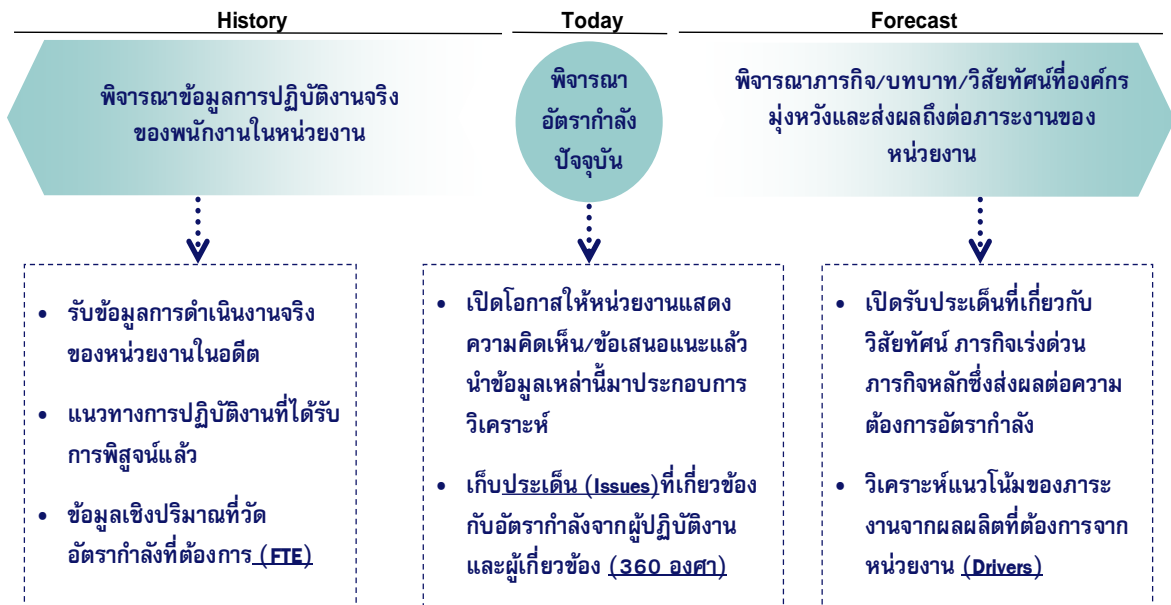 History
Today
Forecast
พิจารณาข้อมูลการปฏิบัติงานจริง
ของพนักงานในหน่วยงาน
พิจารณา
อัตรากำลัง
ปัจจุบัน
พิจารณาภารกิจ/บทบาท/วิสัยทัศน์ที่องค์กร
มุ่งหวังและส่งผลถึงต่อภาระงานของ
หน่วยงาน
• รับข้อมูลการดำเนินงานจริง
ของหน่วยงานในอดีต
• แนวทางการปฏิบัติงานที่ได้รับ
การพิสูจน์แล้ว
• ข้อมูลเชิงปริมาณที่วัด
อัตรากำลังที่ต้องการ (FTE)
• เปิดโอกาสให้หน่วยงานแสดง
ความคิดเห็น/ข้อเสนอแนะแล้ว
นำข้อมูลเหล่านี้มาประกอบการ
วิเคราะห์
• เก็บประเด็น (Issues)ที่เกี่ยวข้อง
กับอัตรากำลังจากผู้ปฏิบัติงาน
และผู้เกี่ยวข้อง (360 องศา)
• เปิดรับประเด็นที่เกี่ยวกับ
วิสัยทัศน์ ภารกิจเร่งด่วน
ภารกิจหลักซึ่งส่งผลต่อความ
ต้องการอัตรากำลัง
• วิเคราะห์แนวโน้มของภาระ
งานจากผลผลิตที่ต้องการจาก
หน่วยงาน (Drivers)